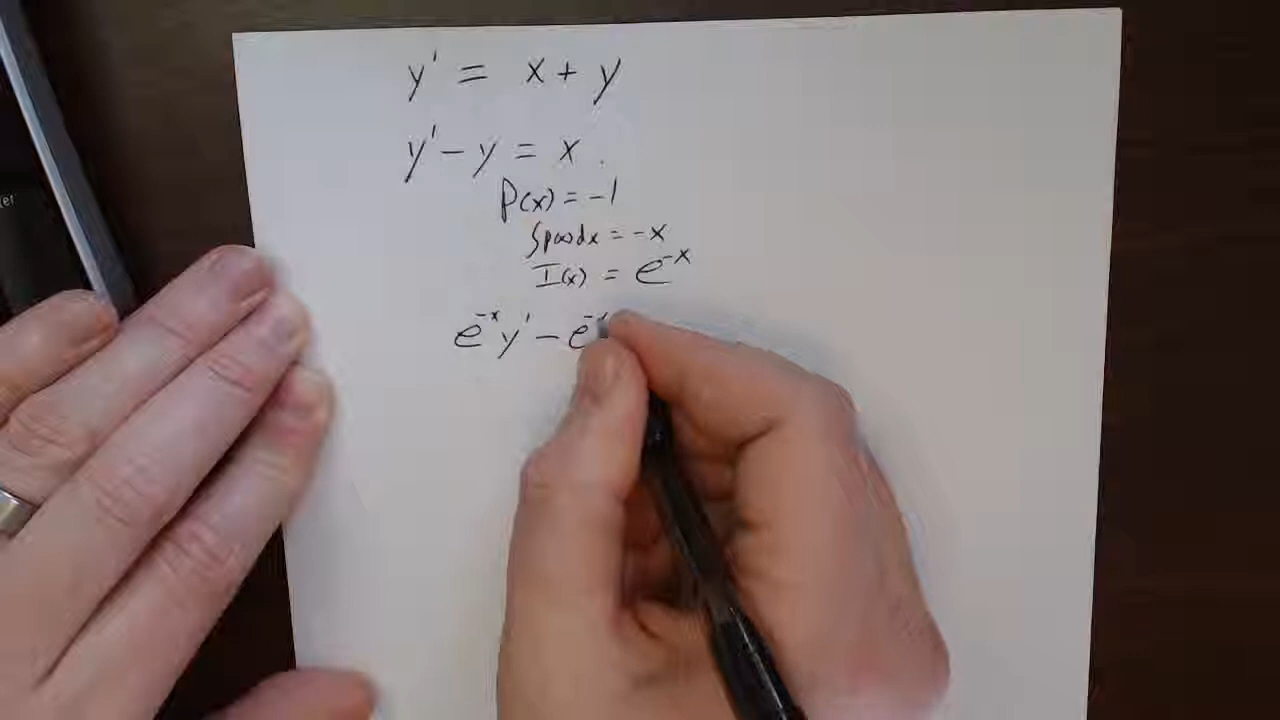 y' = x + y
y' - y = x .
P(x) = -1
∫p(x)dx = -x
I(x) = e^-x
e^-x y' - e^-x